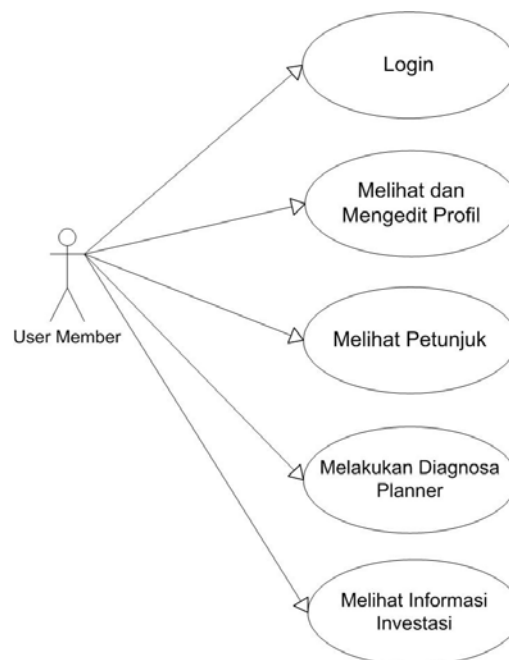 Login
Melihat dan
Mengedit Profil
User Member
Melihat Petunjuk
Melakukan Diagnosa
Planner
Melihat Informasi
Investasi